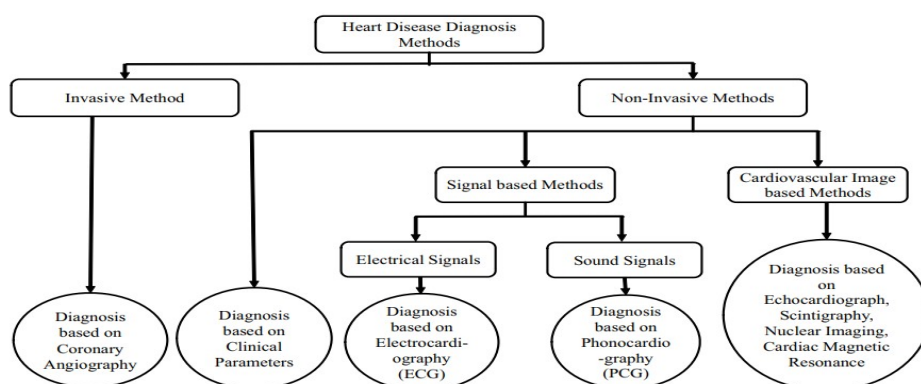 Heart Disease Diagnosis
Methods
Invasive Method
Non-Invasive Methods
Signal based Methods
Cardiovascular Image
based Methods
Electrical Signals
Sound Signals
Diagnosis
based on
Coronary
Angiography
Diagnosis
based on
Clinical
Parameters
Diagnosis
based on
Electrocardi-
ography
(ECG)
Diagnosis
based on
Phonocardio
-graphy
(PCG)
Diagnosis based
on
Echocardiograph,
Scintigraphy,
Nuclear Imaging,
Cardiac Magnetic
Resonance